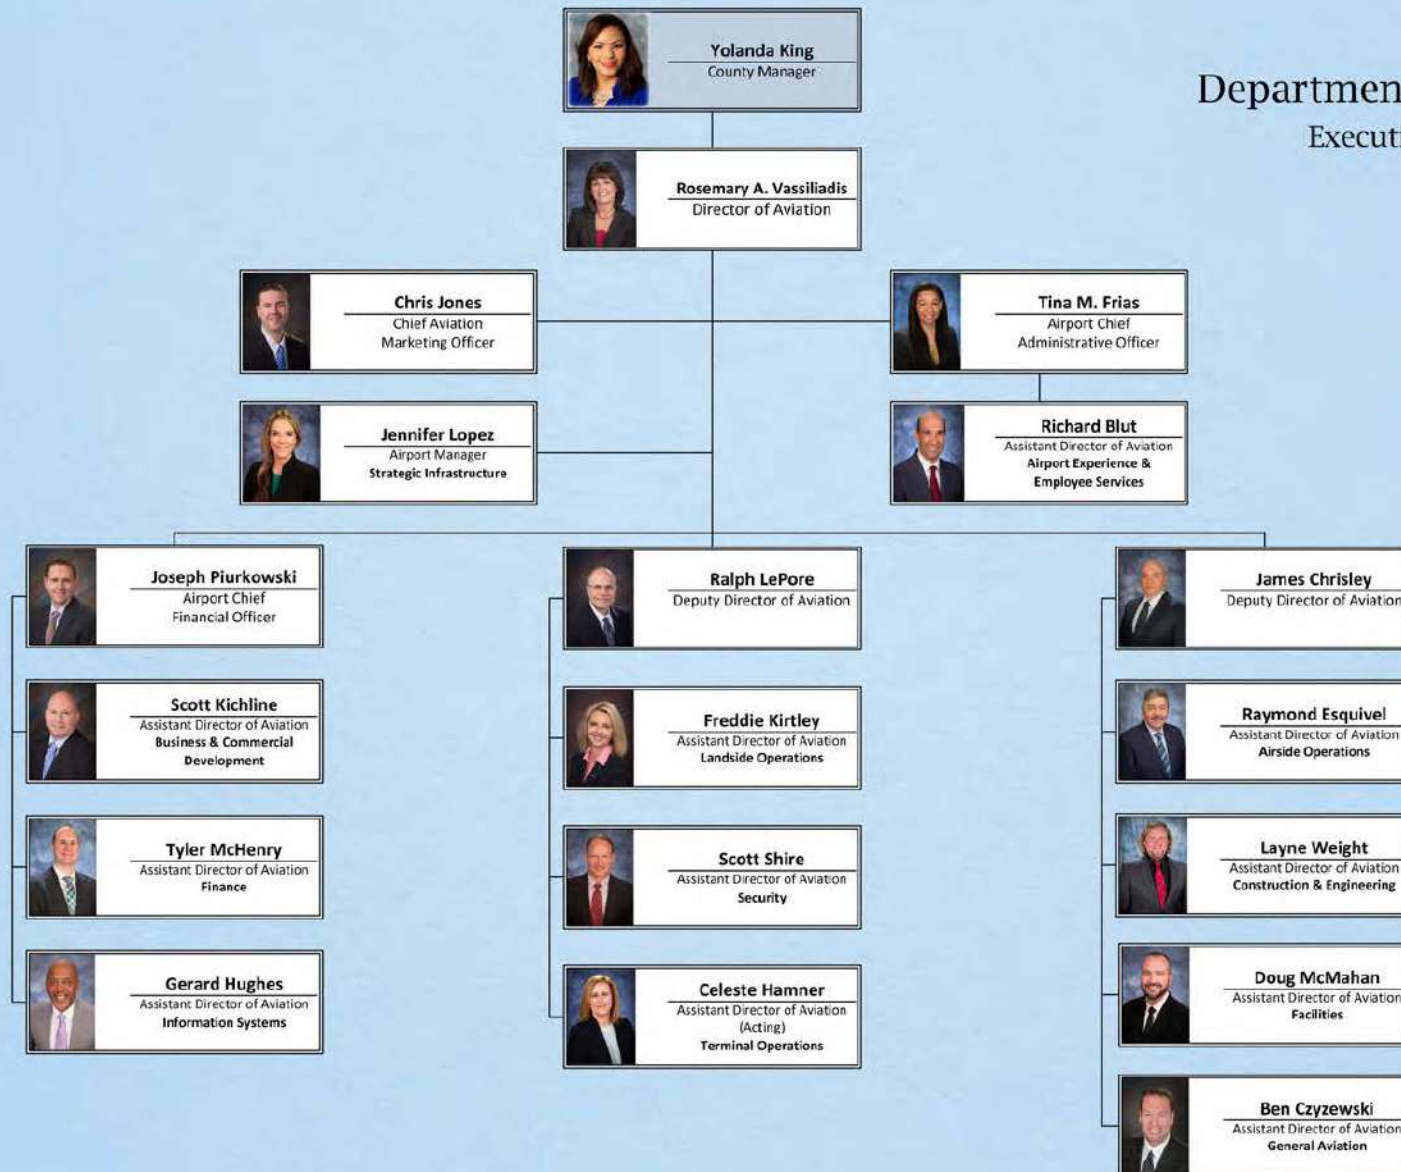 Yolanda King
County Manager
Departmen
Executi
Rosemary A. Vassiliadis
Director of Aviation
Chris Jones
Chief Aviation
Marketing Officer
Tina M. Frias
Airport Chief
Administrative Officer
Jennifer Lopez
Airport Manager
Strategic Infrastructure
Richard Blut
Assistant Director of Aviation
Airport Experience &
Employee Services
Joseph Piurkowski
Airport Chief
Financial Officer
Scott Kichline
Assistant Director of Aviation
Business & Commercial
Development
Tyler McHenry
Assistant Director of Aviation
Finance
Gerard Hughes
Assistant Director of Aviation
Information Systems
Ralph LePore
Deputy Director of Aviation
Freddie Kirtley
Assistant Director of Aviation
Landside Operations
Scott Shire
Assistant Director of Aviation
Security
Celeste Hamner
Assistant Director of Aviation
(Acting)
Terminal Operations
James Chrisley
Deputy Director of Aviation
Raymond Esquivel
Assistant Director of Aviation
Airside Operations
Layne Weight
Assistant Director of Aviation
Construction & Engineering
Doug McMahan
Assistant Director of Aviation
Facilities
Ben Czyzewski
Assistant Director of Aviation
General Aviation